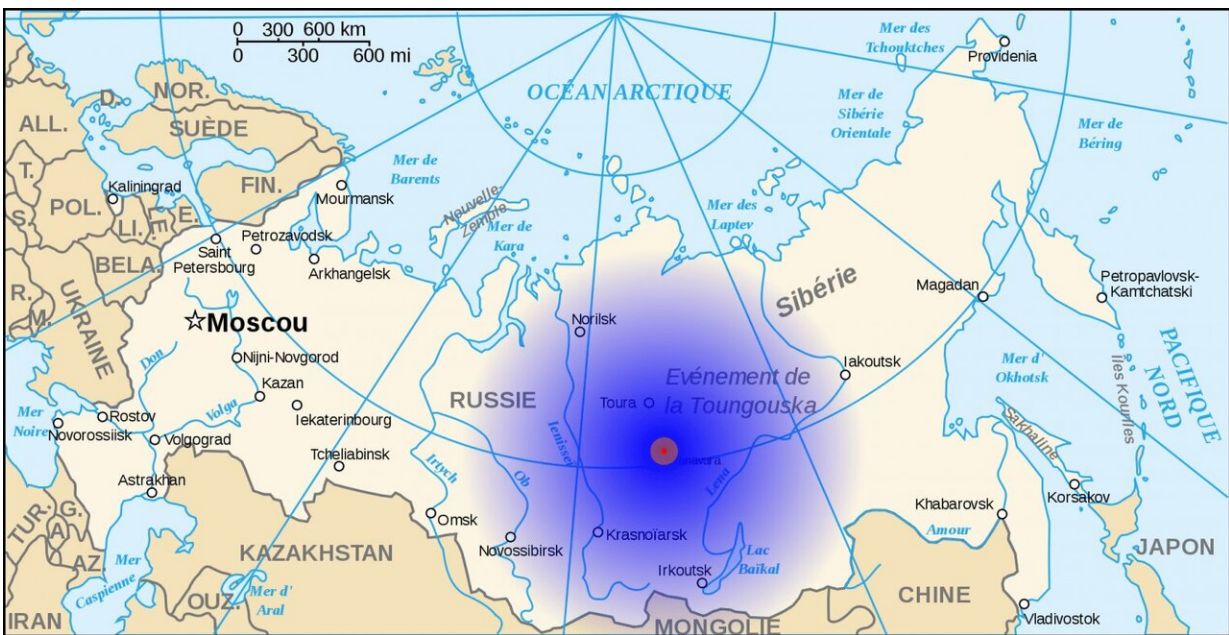 0 300 600 km
0 300 600 mi
OCÉAN ARCTIQUE
Mer des
Tchouktches
Providenia
Mer de
Sibérie
Orientale
Mer de
Béring
D.
NOR.
ALL.
SUÈDE
Mer de
Barents
T.
Kaliningrad
FIN.
Mourmansk
Nouvelle-
Zemble
Mer des
Laptev
S.
POL.
LI.
E.
E.
Petrozavodsk
Mer de
Kara
Saint
Petersbourg
Arkhangelsk
BELA.
R.
M.
UKRAINE
Sibérie
Magadan
Petropavlovsk-
Kamtchatski
Moscou
Norilsk
Don
Nijni-Novgorod
Mer d'
Okhotsk
Îles Kouriles
PACIFIQUE
NORD
Iakoutsk
Kazan
Evénement de
la Toungouska
RUSSIE
Toura
Volga
Iekaterinbourg
Mer
Noire
Rostov
Novorossiisk
Volgograd
Ienisseï
Sakhaline
Tcheliabinsk
Irtych
Ob
Lena
Vanavara
Astrakhan
Korsakov
Omsk
Khabarovsk
TUR.
G.
A.
AZ.
Novossibirsk
Krasnoïarsk
Amour
JAPON
KAZAKHSTAN
Lac
Baïkal
Mer
Caspienne
Irkoutsk
OUZ.
Mer d'
Aral
CHINE
IRAN
MONGOLIE
Vladivostok